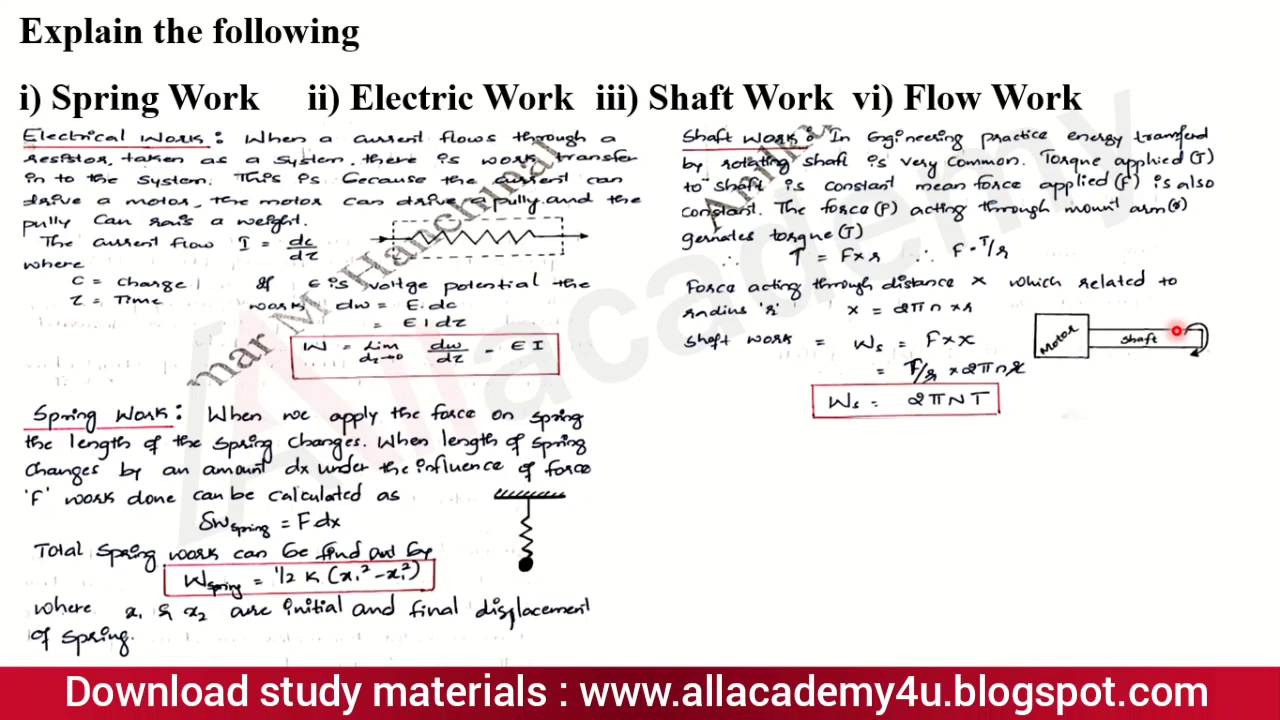 Explain the following
i) Spring Work ii) Electric Work iii) Shaft Work vi) Flow Work
Electrical Work: When a current flows through a
resistor, taken as a system, there is work transfer
in to the system. This is because the current can
drive a motor, the motor can drive a pully and the
pully can rais a weight.
The current flow I = dc/dτ
where
C = charge
τ = Time
If E is voltge potential the
work dw = E.dc
= E I dτ
W = Lim dτ→0 dw/dτ = E I
Spring Work: When we apply the force on spring
the length of the spring changes. When length of spring
changes by an amount dx under the influence of force
'F' work done can be calculated as
δW spring = F dx
Total spring work can be find out by
W spring = 1/2 K (x₁² - x₁²)
where x₁ & x₂ are initial and final displacement
of spring.
Shaft Work: In Engineering practice energy transferd
by rotating shaft is very common. Torque applied (T)
to shaft is constant mean force applied (F) is also
constant. The force (F) acting through mount arm (r)
gernates torque (T)
∴ T = F×r ∴ F = T/r
Force acting through distance x which related to
radius 'r' x = 2πn×r
shaft work = Ws = F×x
= T/r × 2πnr
Ws = 2πNT
Motor
shaft
Allacademy
Download study materials : www.allacademy4u.blogspot.com